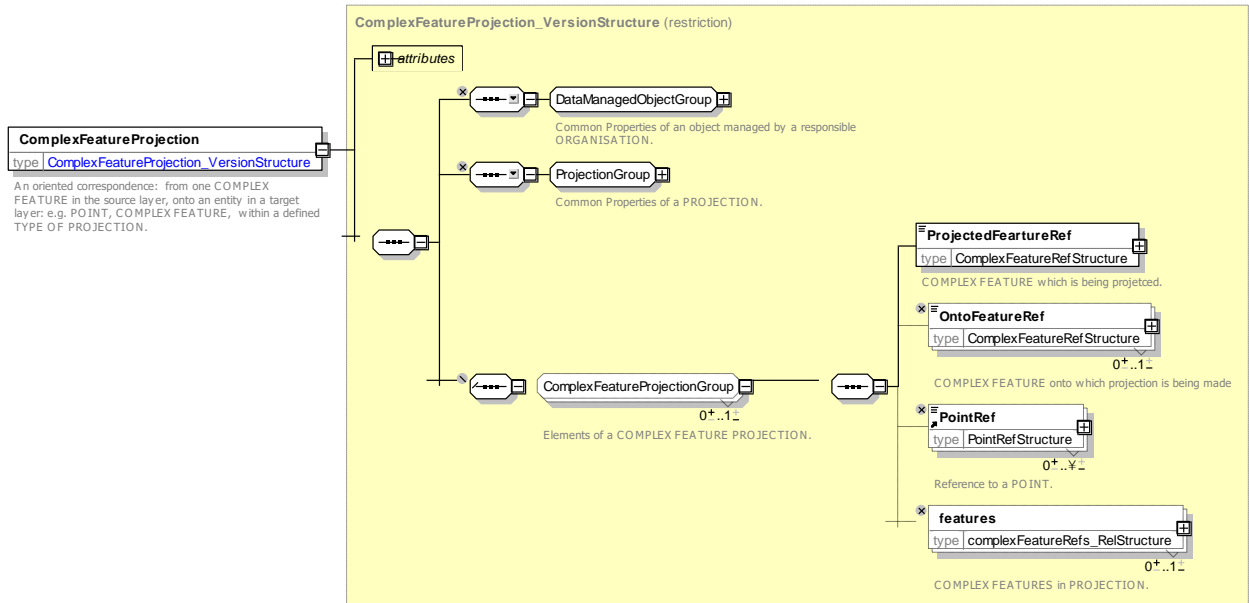 ComplexFeatureProjection_VersionStructure (restriction)
attributes
DataManagedObjectGroup
Common Properties of an object managed by a responsible
ORGANISATION.
ComplexFeatureProjection
type ComplexFeatureProjection_VersionStructure
An oriented correspondence: from one COMPLEX
FEATURE in the source layer, onto an entity in a target
layer: e.g. POINT, COMPLEX FEATURE, within a defined
TYPE OF PROJECTION.
ProjectionGroup
Common Properties of a PROJECTION.
ProjectedFeartureRef
type ComplexFeatureRefStructure
COMPLEX FEATURE which is being projetced.
OntoFeatureRef
type ComplexFeatureRefStructure
0..1
COMPLEX FEATURE onto which projection is being made
ComplexFeatureProjectionGroup
0..1
Elements of a COMPLEX FEATURE PROJECTION.
PointRef
type PointRefStructure
0..¥
Reference to a POINT.
features
type complexFeatureRefs_RelStructure
0..1
COMPLEX FEATURES in PROJECTION.